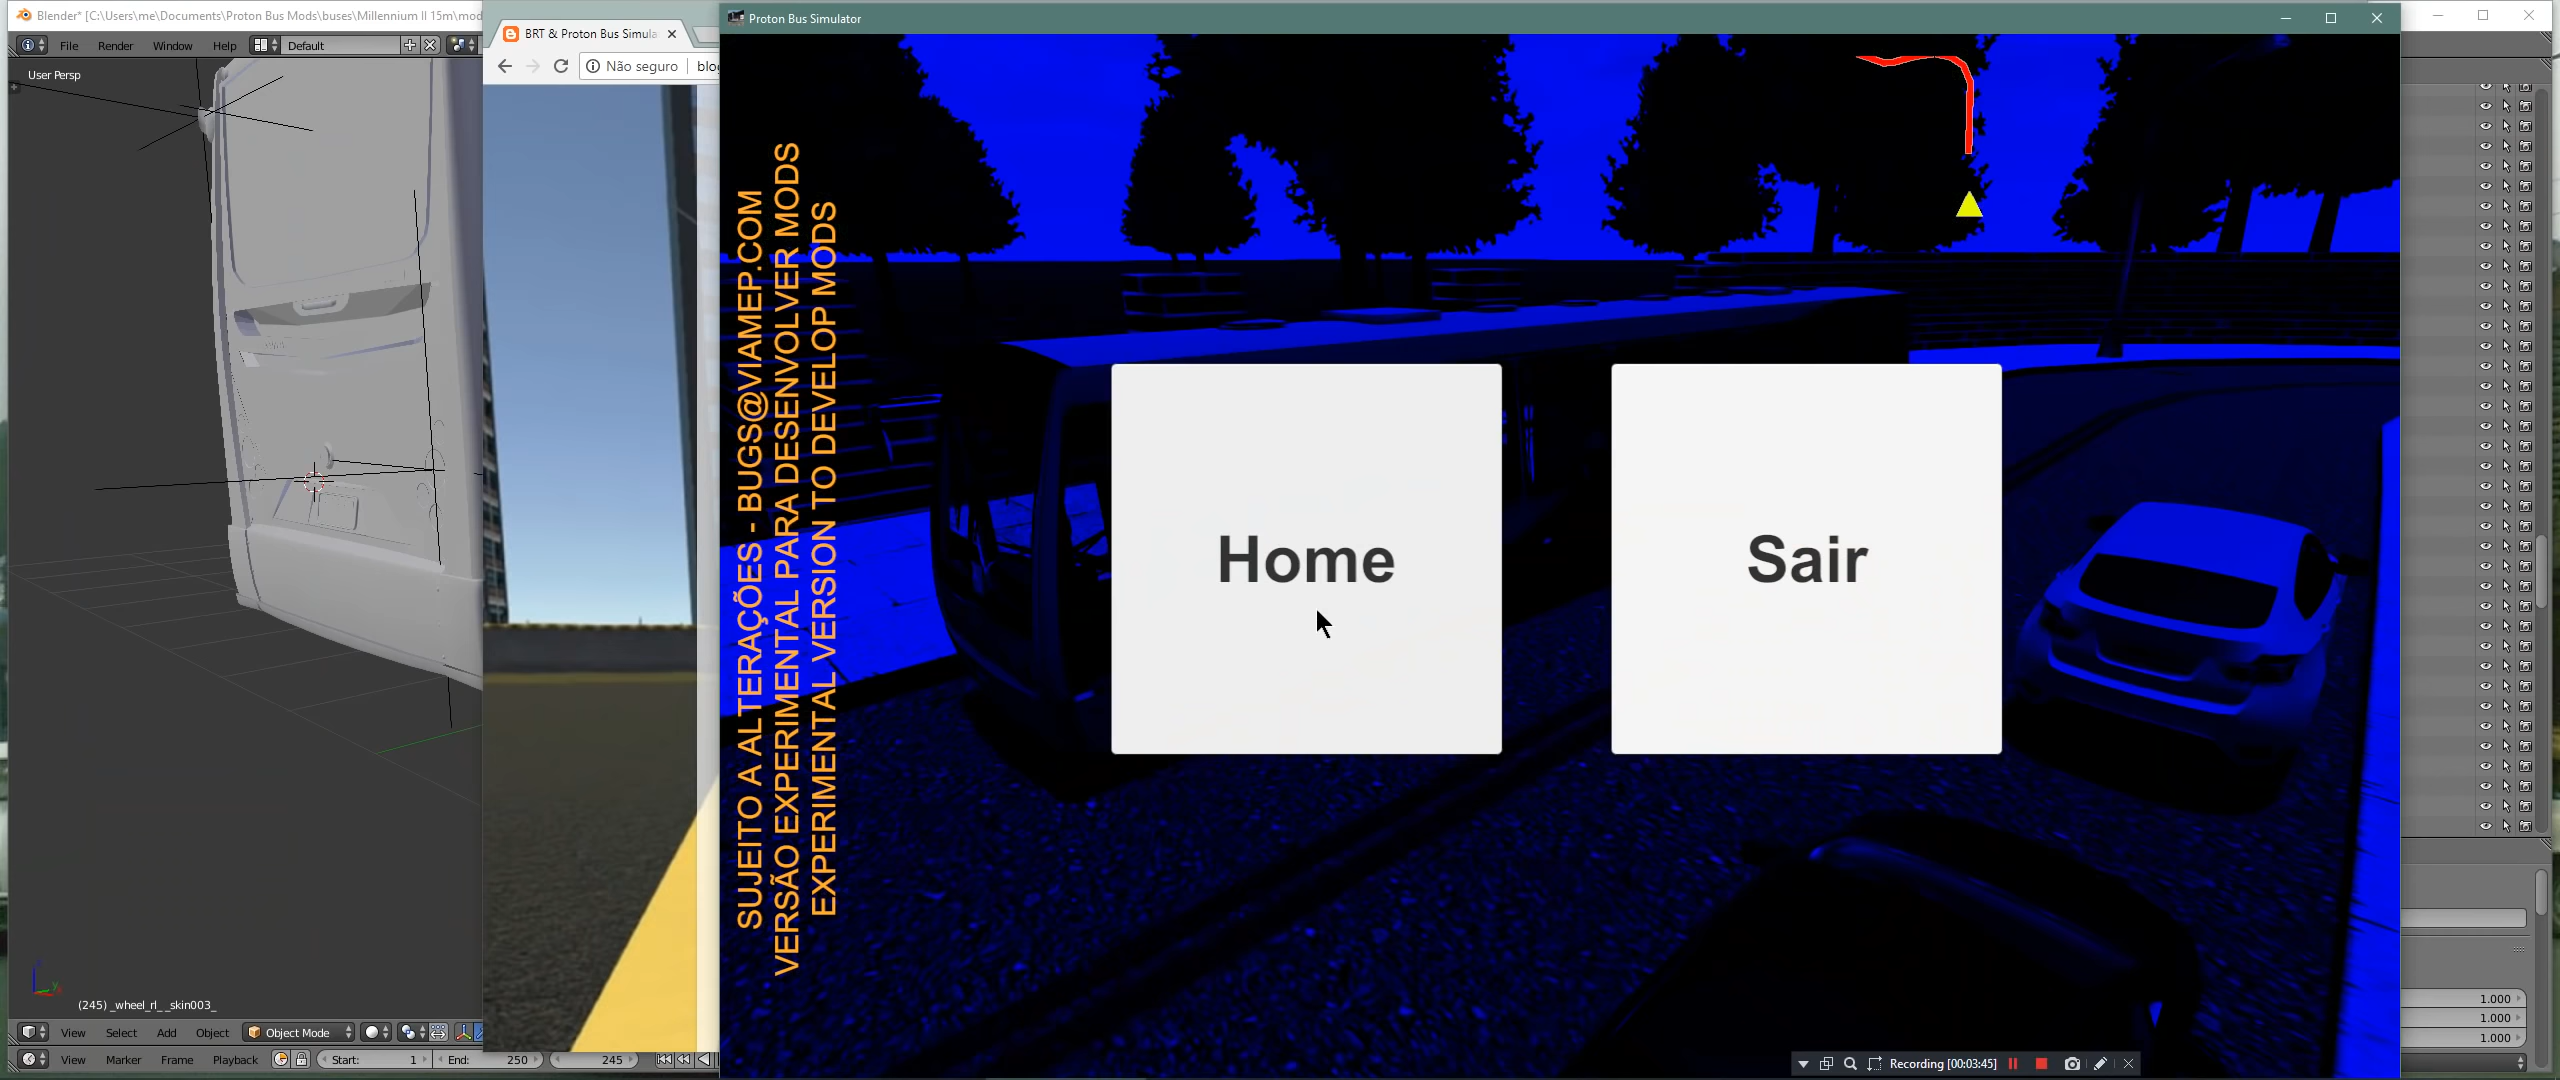 Blender* [C:\Users\me\Documents\Proton Bus Mods\buses\Millennium II 15m\mod
File Render Window Help Default
User Persp
(245) _wheel_rl__skin003_
View Select Add Object Object Mode
View Marker Frame Playback Start: 1 End: 250 245
BRT & Proton Bus Simula
Não seguro blog
Proton Bus Simulator
SUJEITO A ALTERAÇÕES - BUGS@VIAMEP.COM
VERSÃO EXPERIMENTAL PARA DESENVOLVER MODS
EXPERIMENTAL VERSION TO DEVELOP MODS
Home
Sair
1.000
1.000
1.000
Recording [00:03:45]